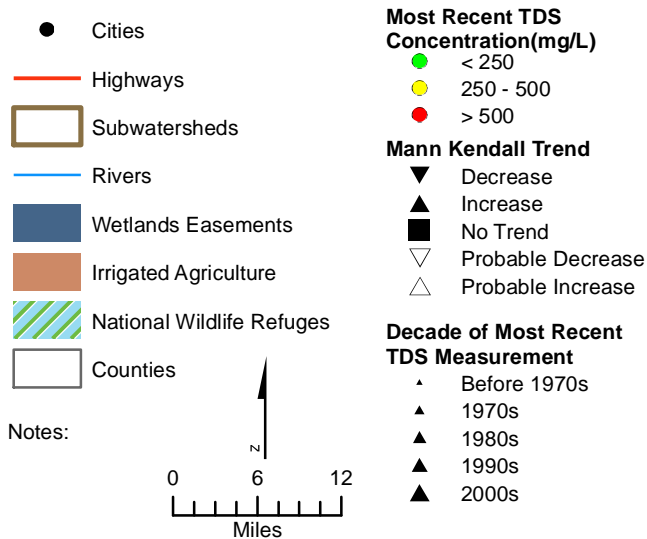 Cities
Highways
Subwatersheds
Rivers
Wetlands Easements
Irrigated Agriculture
National Wildlife Refuges
Counties
Notes:
N
0 6 12
Miles
Most Recent TDS
Concentration(mg/L)
< 250
250 - 500
> 500
Mann Kendall Trend
Decrease
Increase
No Trend
Probable Decrease
Probable Increase
Decade of Most Recent
TDS Measurement
Before 1970s
1970s
1980s
1990s
2000s